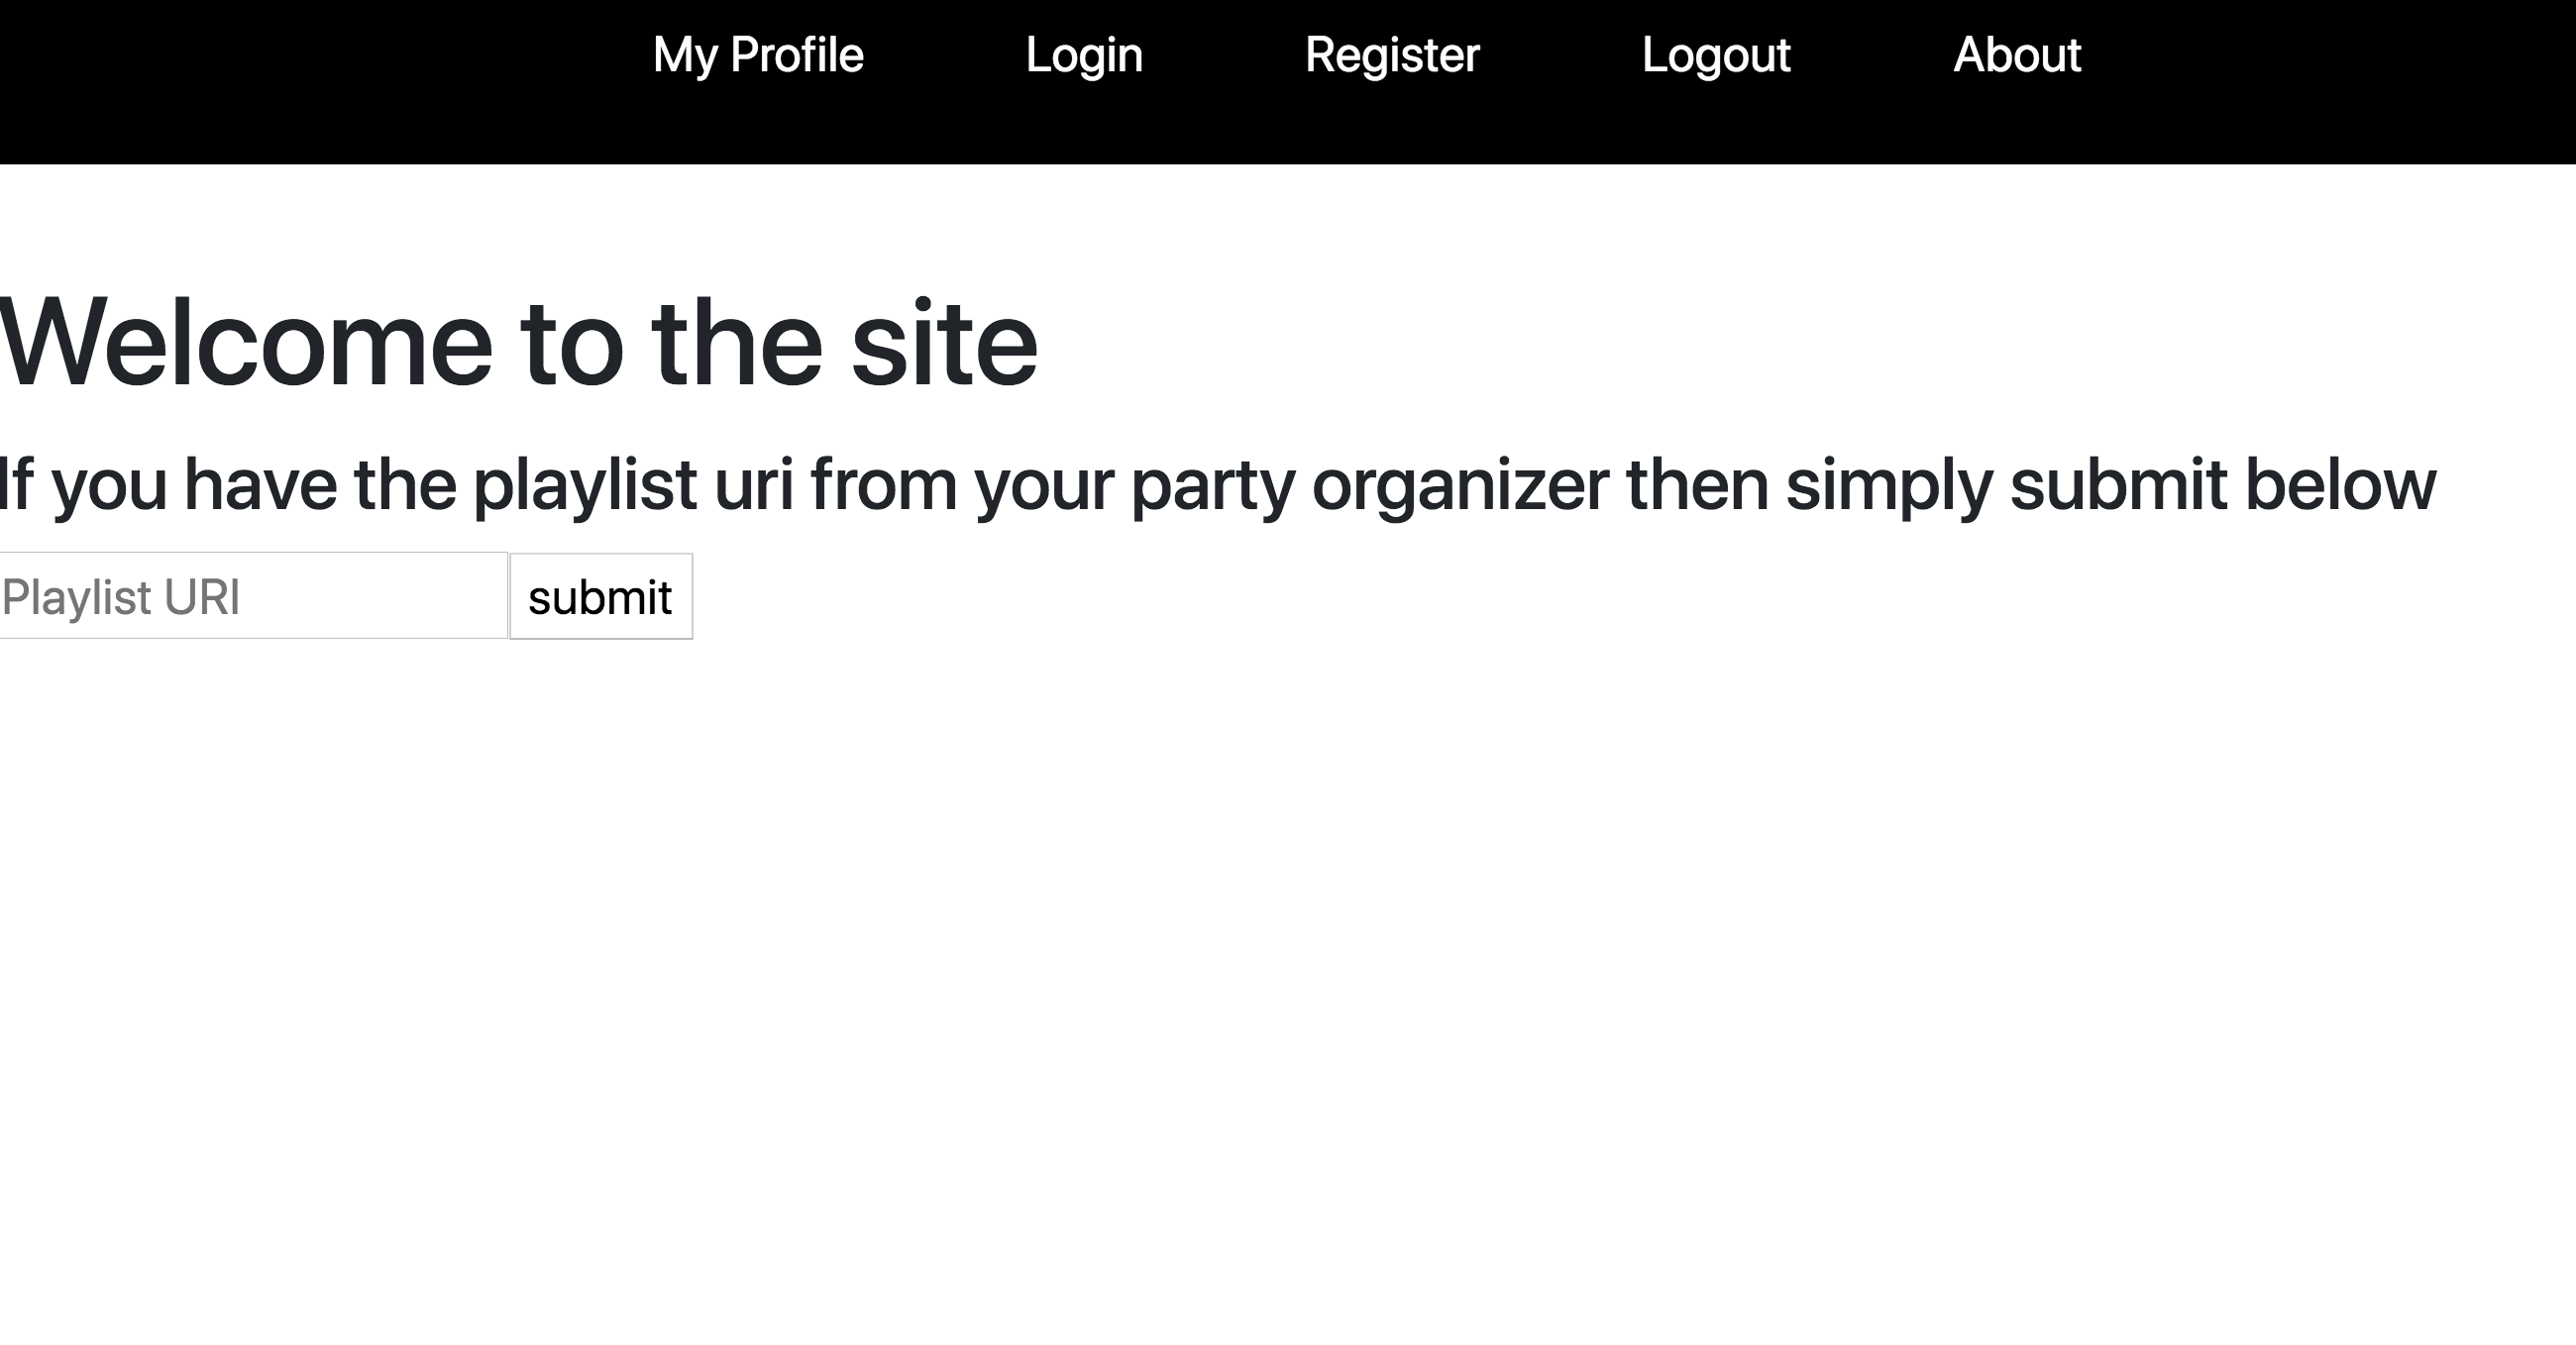 My Profile Login Register Logout About
Welcome to the site
If you have the playlist uri from your party organizer then simply submit below
Playlist URI submit